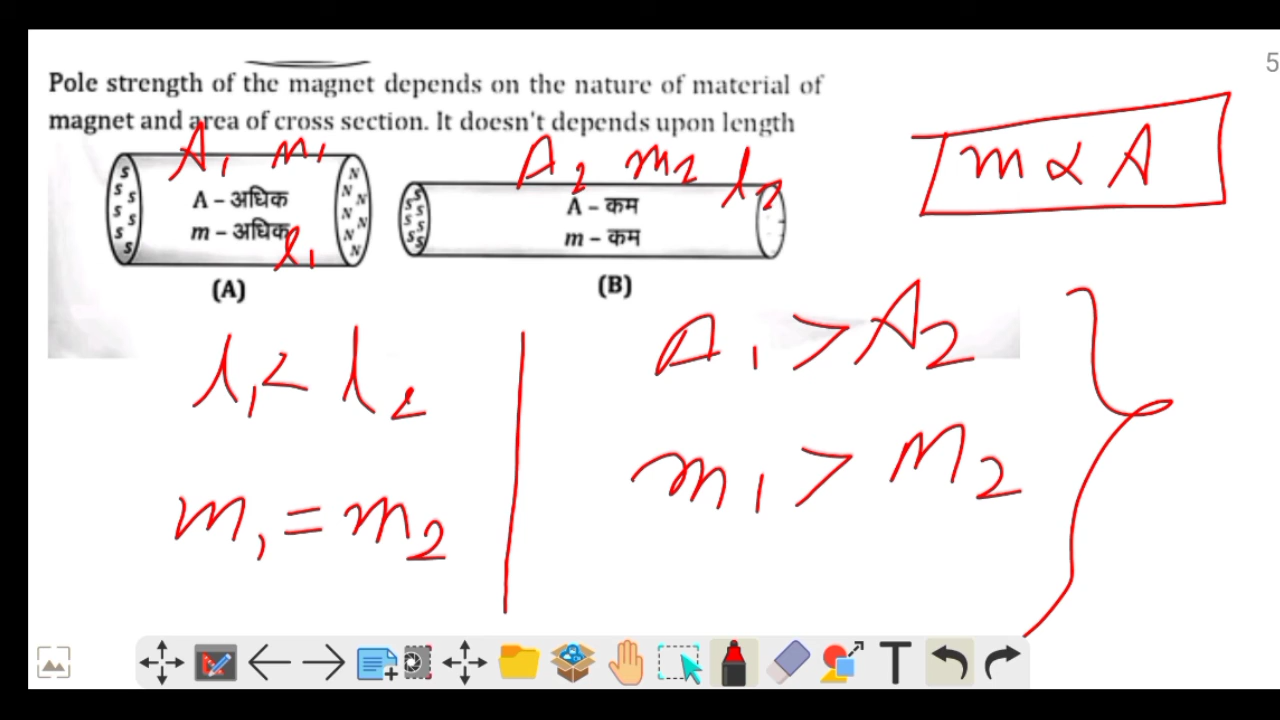 5
Pole strength of the magnet depends on the nature of material of
magnet and area of cross section. It doesn't depends upon length
m ∝ A
A₁ m₁
A₂ m₂ l₂
S S S S S S S
A - अधिक
m - अधिक
l₁
N N N N N N N N
S S S S S S S
A - कम
m - कम
(A)
(B)
l₁ < l₂
A₁ > A₂
m₁ = m₂
m₁ > m₂
T